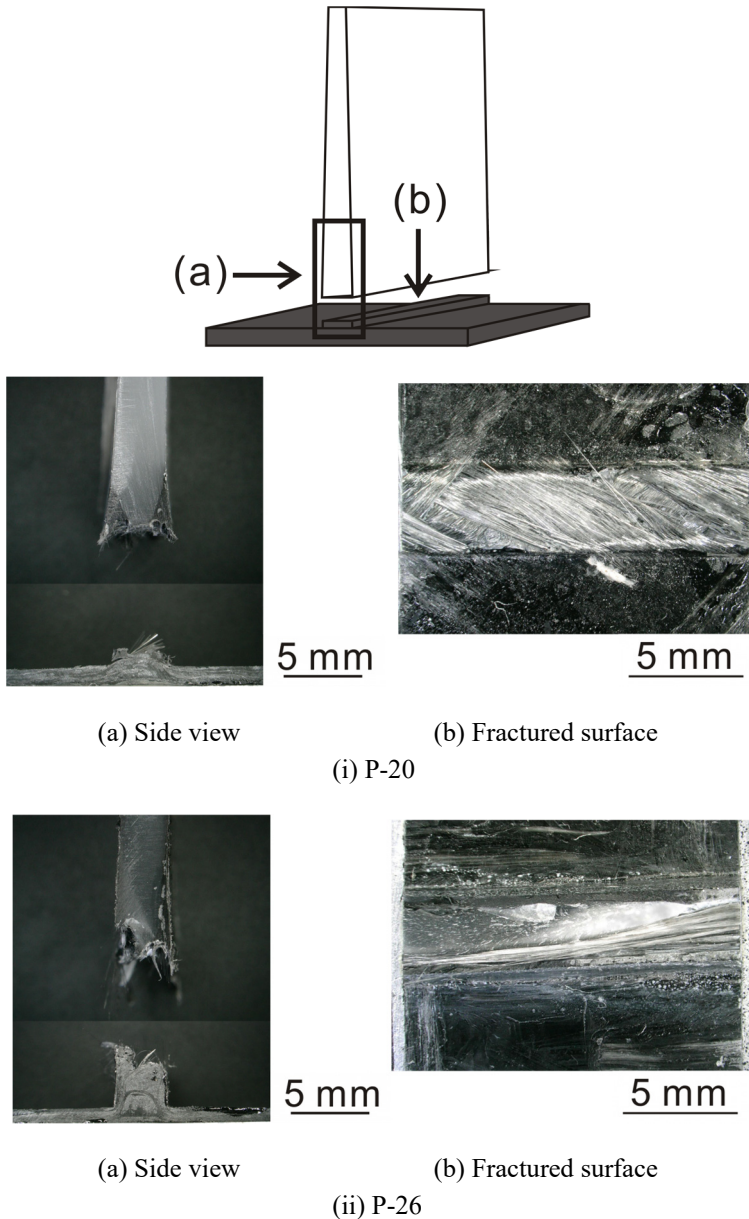 (b)
(a)
5 mm 5 mm
(a) Side view (b) Fractured surface
(i) P-20
5 mm 5 mm
(a) Side view (b) Fractured surface
(ii) P-26